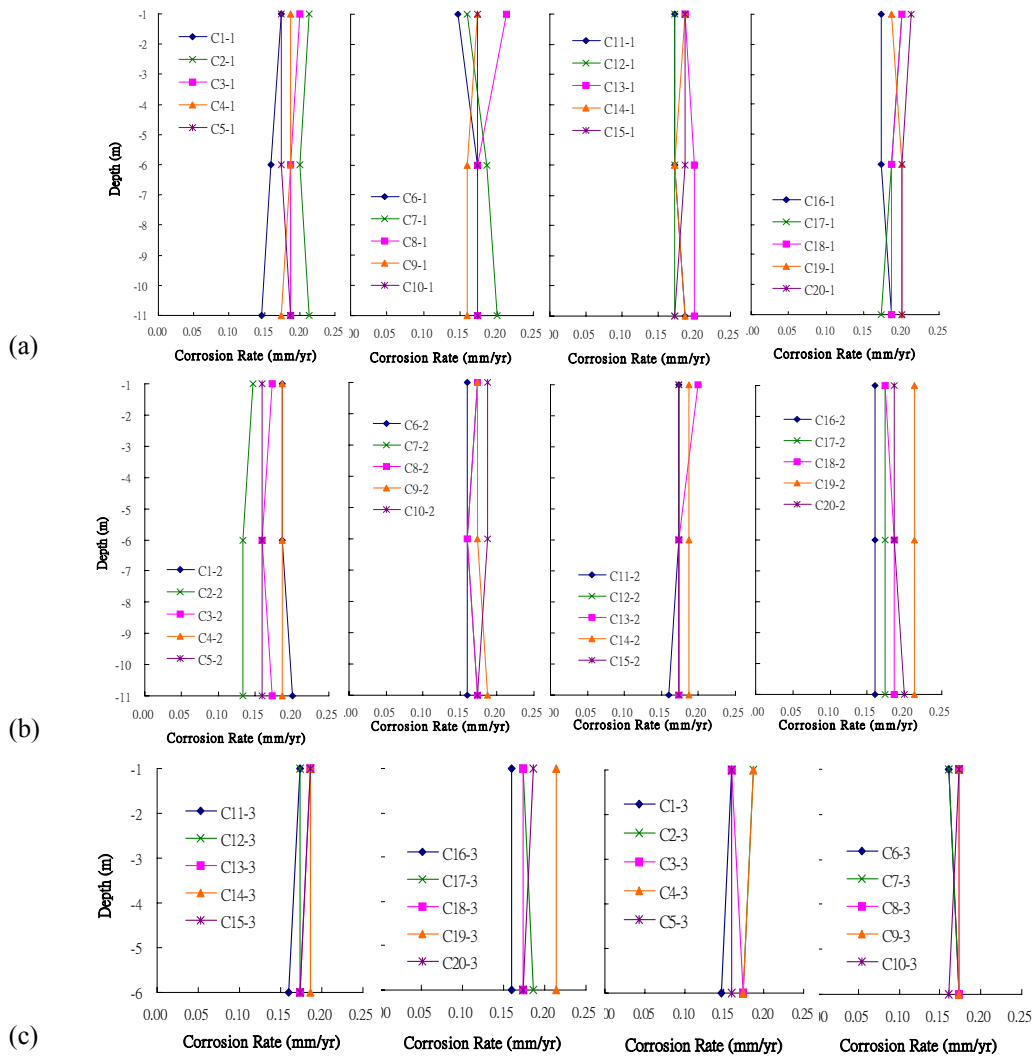 -1
-2
-3
-4
-5
-6
-7
-8
-9
-10
-11
Depth (m)
C1-1
C2-1
C3-1
C4-1
C5-1
0.00 0.05 0.10 0.15 0.20 0.25
Corrosion Rate (mm/yr)
C6-1
C7-1
C8-1
C9-1
C10-1
.00 0.05 0.10 0.15 0.20 0.25
Corrosion Rate (mm/yr)
C11-1
C12-1
C13-1
C14-1
C15-1
.00 0.05 0.10 0.15 0.20 0.25
Corrosion Rate (mm/yr)
C16-1
C17-1
C18-1
C19-1
C20-1
.00 0.05 0.10 0.15 0.20 0.25
Corrosion Rate (mm/yr)
(a)
-1
-2
-3
-4
-5
-6
-7
-8
-9
-10
-11
Depth (m)
C1-2
C2-2
C3-2
C4-2
C5-2
0.00 0.05 0.10 0.15 0.20 0.25
Corrosion Rate (mm/yr)
C6-2
C7-2
C8-2
C9-2
C10-2
.00 0.05 0.10 0.15 0.20 0.25
Corrosion Rate (mm/yr)
C11-2
C12-2
C13-2
C14-2
C15-2
.00 0.05 0.10 0.15 0.20 0.25
Corrosion Rate (mm/yr)
C16-2
C17-2
C18-2
C19-2
C20-2
.00 0.05 0.10 0.15 0.20 0.25
Corrosion Rate (mm/yr)
(b)
-1
-2
-3
-4
-5
-6
Depth (m)
C11-3
C12-3
C13-3
C14-3
C15-3
0.00 0.05 0.10 0.15 0.20
Corrosion Rate (mm/yr)
C16-3
C17-3
C18-3
C19-3
C20-3
.00 0.05 0.10 0.15 0.20
Corrosion Rate (mm/yr)
-1
-2
-3
-4
-5
-6
Depth (m)
C1-3
C2-3
C3-3
C4-3
C5-3
0.00 0.05 0.10 0.15 0.20
Corrosion Rate (mm/yr)
C6-3
C7-3
C8-3
C9-3
C10-3
.00 0.05 0.10 0.15 0.20
Corrosion Rate (mm/yr)
(c)